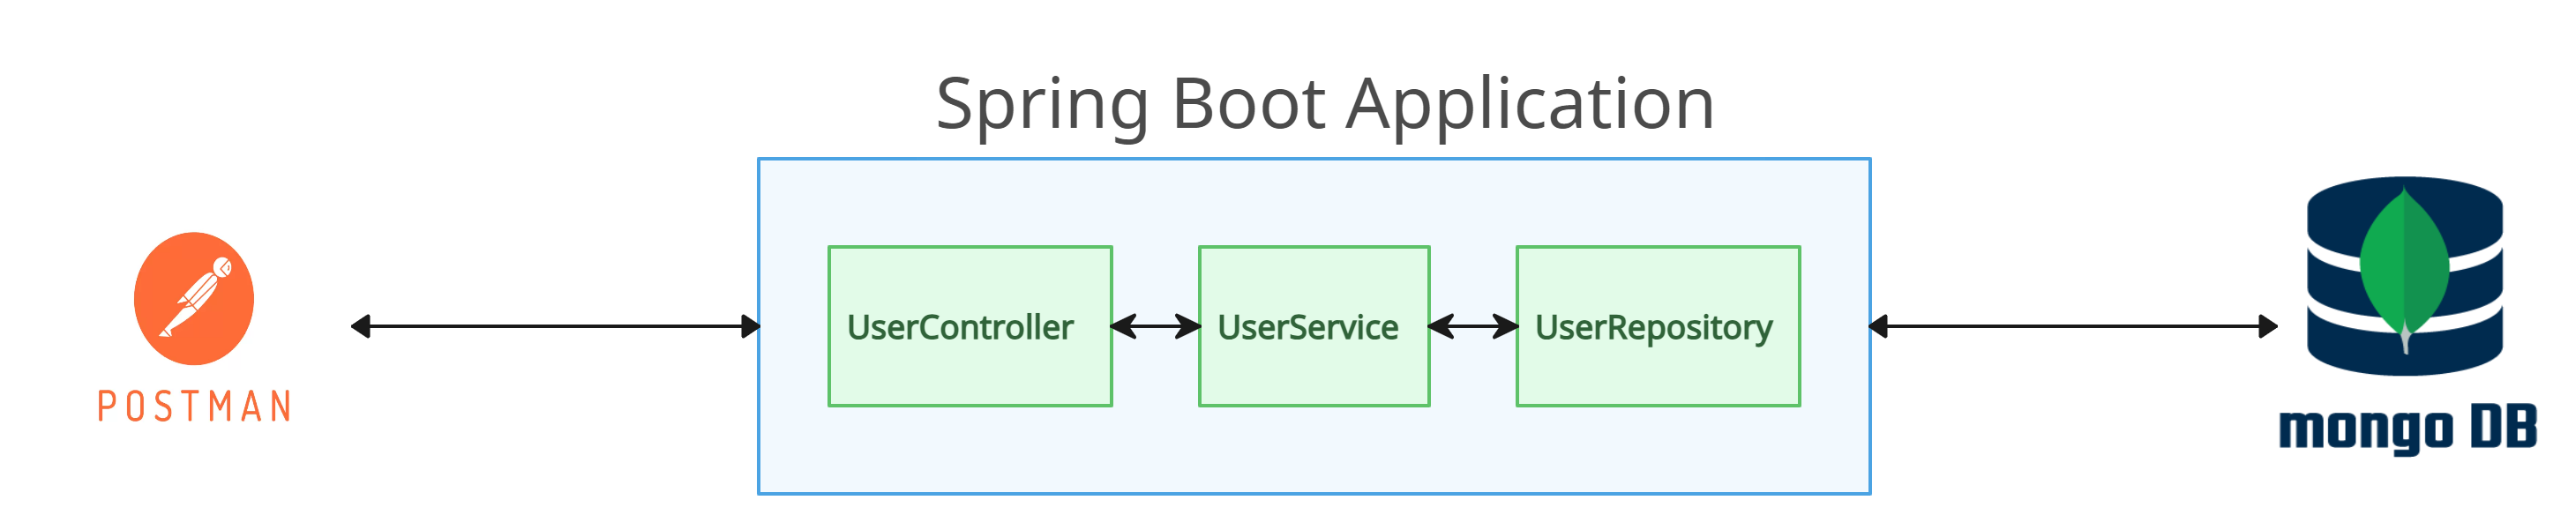 Spring Boot Application
POSTMAN
UserController
UserService
UserRepository
mongo DB